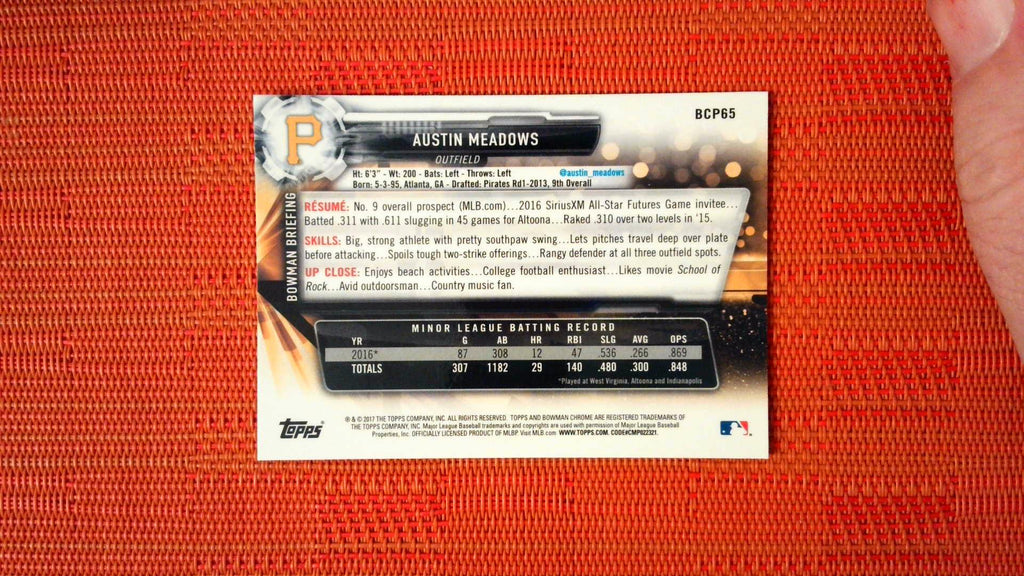 BCP65
P
AUSTIN MEADOWS
OUTFIELD
Ht: 6'3" - Wt: 200 - Bats: Left - Throws: Left
@austin_meadows
Born: 5-3-95, Atlanta, GA - Drafted: Pirates Rd1-2013, 9th Overall
BOWMAN BRIEFING
RÉSUMÉ: No. 9 overall prospect (MLB.com)...2016 SiriusXM All-Star Futures Game invitee...
Batted .311 with .611 slugging in 45 games for Altoona...Raked .310 over two levels in '15.
SKILLS: Big, strong athlete with pretty southpaw swing...Lets pitches travel deep over plate
before attacking...Spoils tough two-strike offerings...Rangy defender at all three outfield spots.
UP CLOSE: Enjoys beach activities...College football enthusiast...Likes movie School of
Rock...Avid outdoorsman...Country music fan.
MINOR LEAGUE BATTING RECORD
YR G AB HR RBI SLG AVG OPS
2016* 87 308 12 47 .536 .266 .869
TOTALS 307 1182 29 140 .480 .300 .848
*Played at West Virginia, Altoona and Indianapolis
Topps
® & © 2017 THE TOPPS COMPANY, INC. ALL RIGHTS RESERVED. TOPPS AND BOWMAN CHROME ARE REGISTERED TRADEMARKS OF
THE TOPPS COMPANY, INC. Major League Baseball trademarks and copyrights are used with permission of Major League Baseball
Properties, Inc. OFFICIALLY LICENSED PRODUCT OF MLBP Visit MLB.com WWW.TOPPS.COM. CODE#CMP022321.